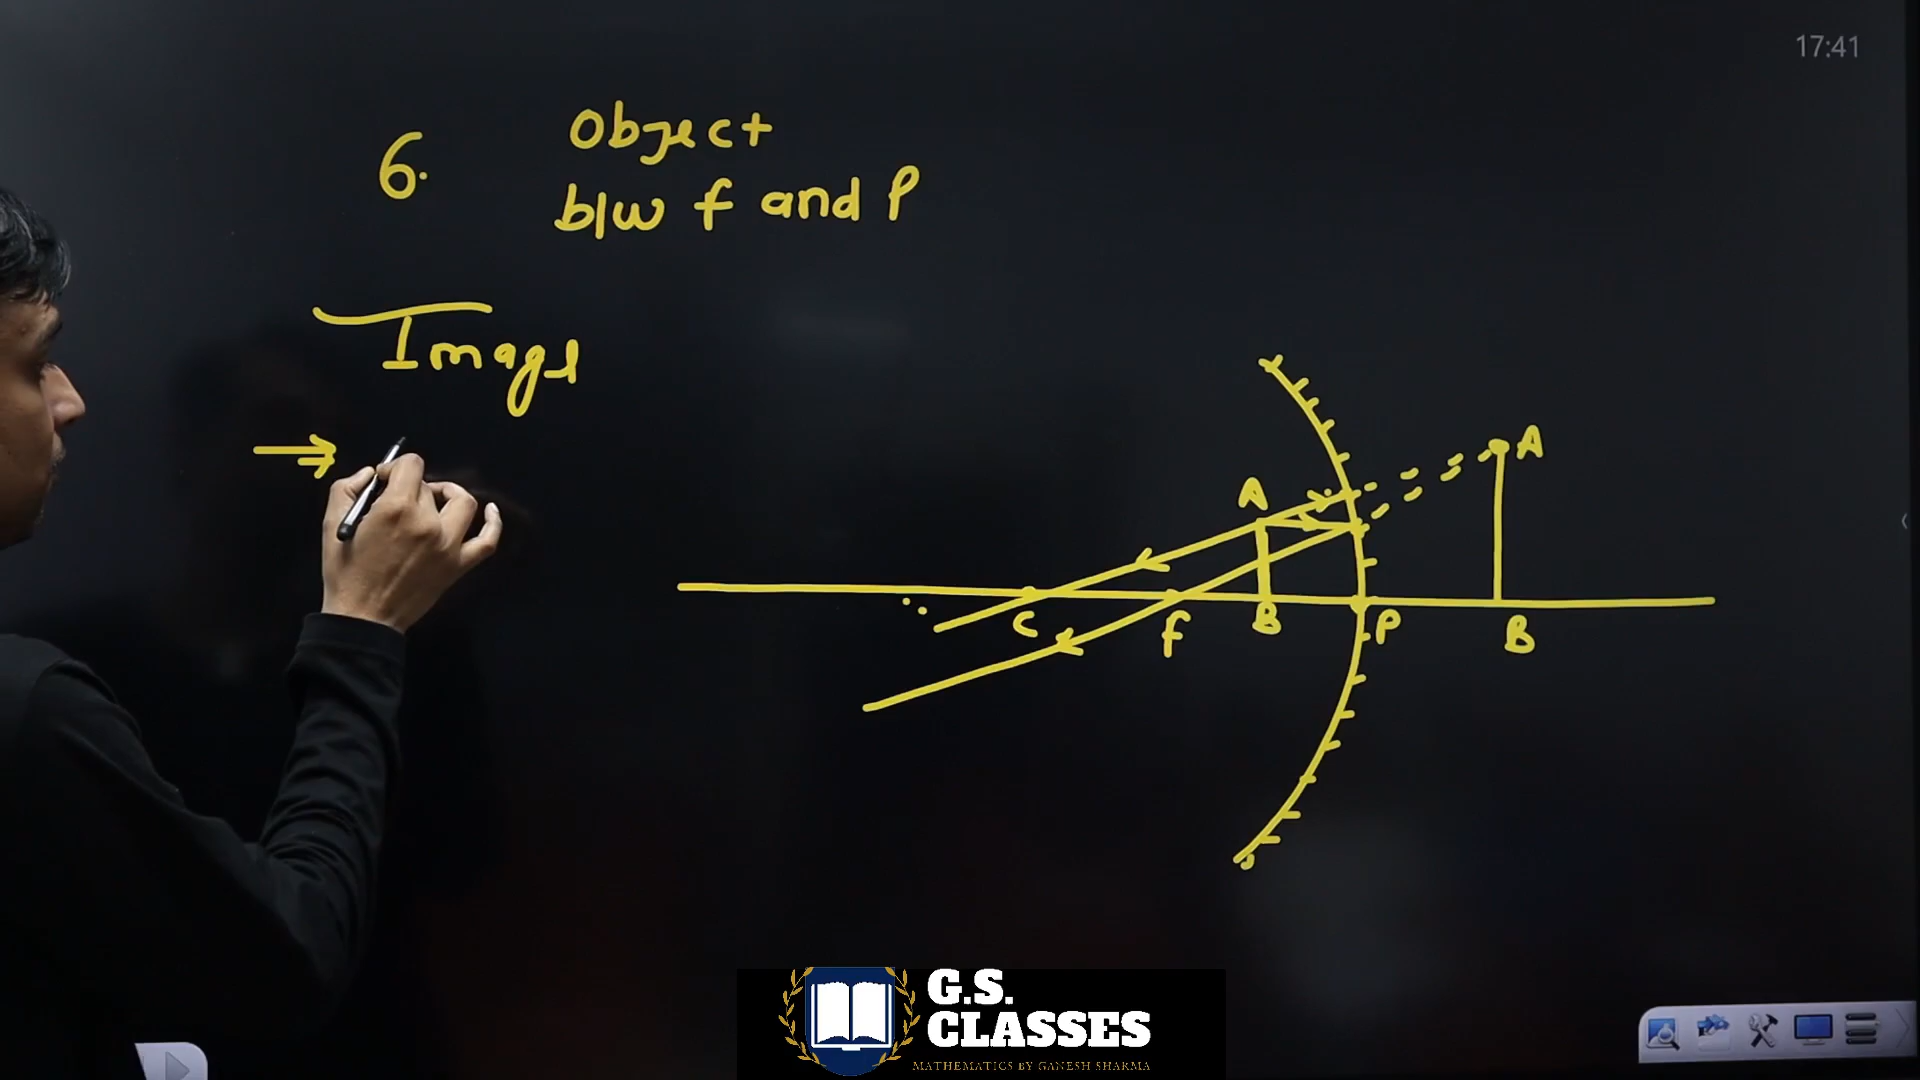 17:41
6.
Object
b/w f and P
Image
A
A
C
f
B
P
B
G.S.
CLASSES
MATHEMATICS BY GANESH SHARMA